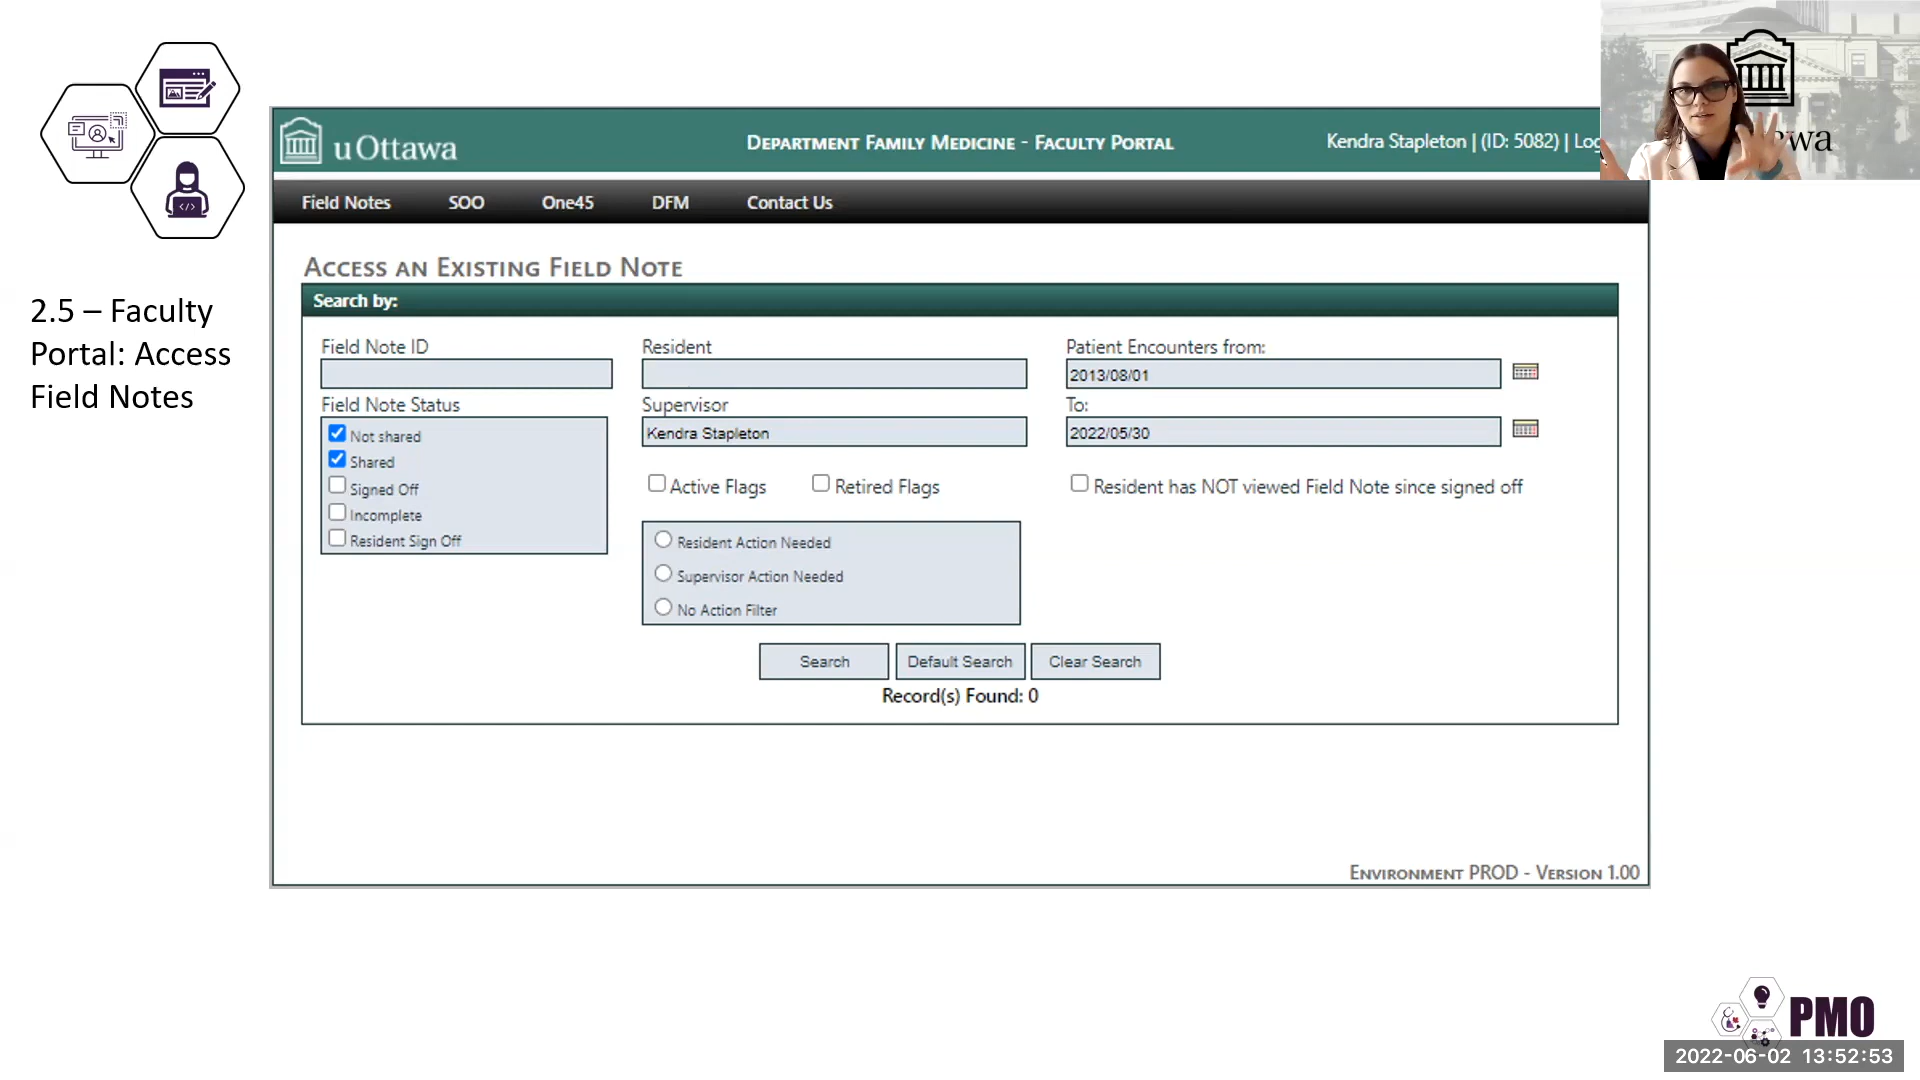 uOttawa
DEPARTMENT FAMILY MEDICINE - FACULTY PORTAL
Kendra Stapleton | (ID: 5082) | Log
wa
Field Notes SOO One45 DFM Contact Us
2.5 – Faculty
Portal: Access
Field Notes
ACCESS AN EXISTING FIELD NOTE
Search by:
Field Note ID Resident Patient Encounters from:
2013/08/01
Field Note Status Supervisor To:
Kendra Stapleton 2022/05/30
Not shared
Shared
Signed Off
Incomplete
Resident Sign Off
Active Flags Retired Flags Resident has NOT viewed Field Note since signed off
Resident Action Needed
Supervisor Action Needed
No Action Filter
Search Default Search Clear Search
Record(s) Found: 0
ENVIRONMENT PROD - VERSION 1.00
PMO
2022-06-02 13:52:53